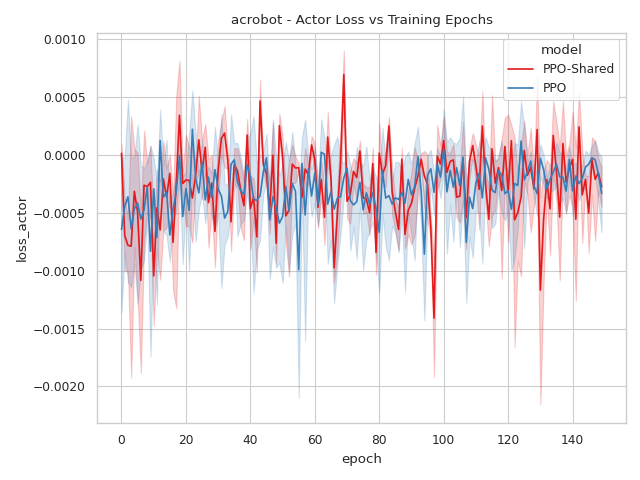 acrobot - Actor Loss vs Training Epochs
model
PPO-Shared
PPO
0.0010
0.0005
0.0000
−0.0005
−0.0010
−0.0015
−0.0020
loss_actor
0 20 40 60 80 100 120 140
epoch